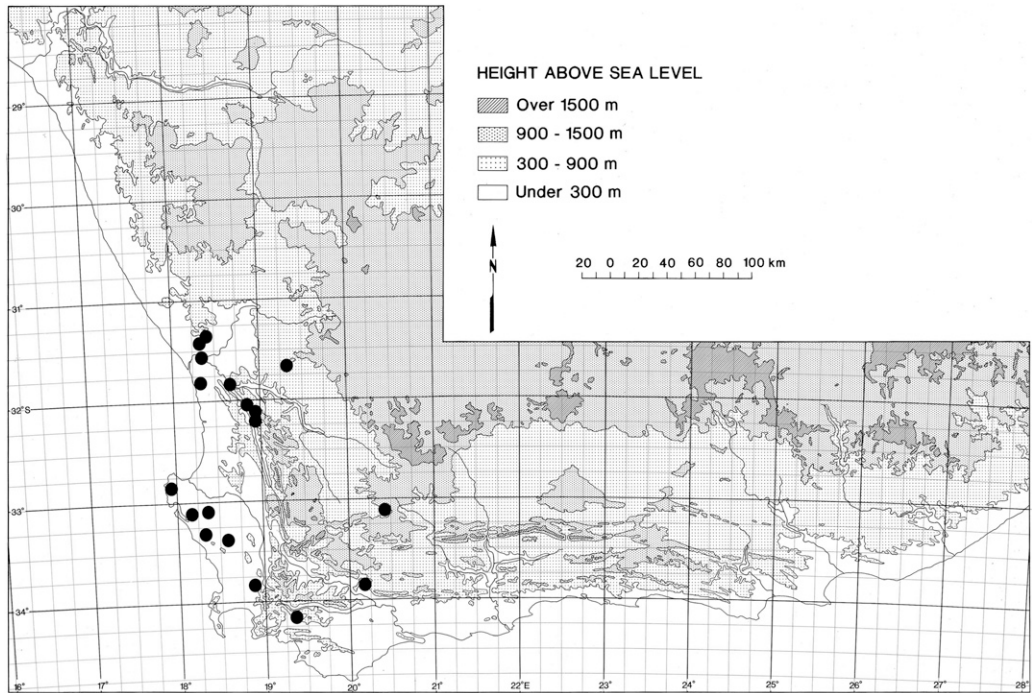 HEIGHT ABOVE SEA LEVEL
Over 1500 m
900 - 1500 m
300 - 900 m
Under 300 m
N
20 0 20 40 60 80 100 km
29°
30°
31°
32°S
33°
34°
16° 17° 18° 19° 20° 21° 22°E 23° 24° 25° 26° 27° 28°